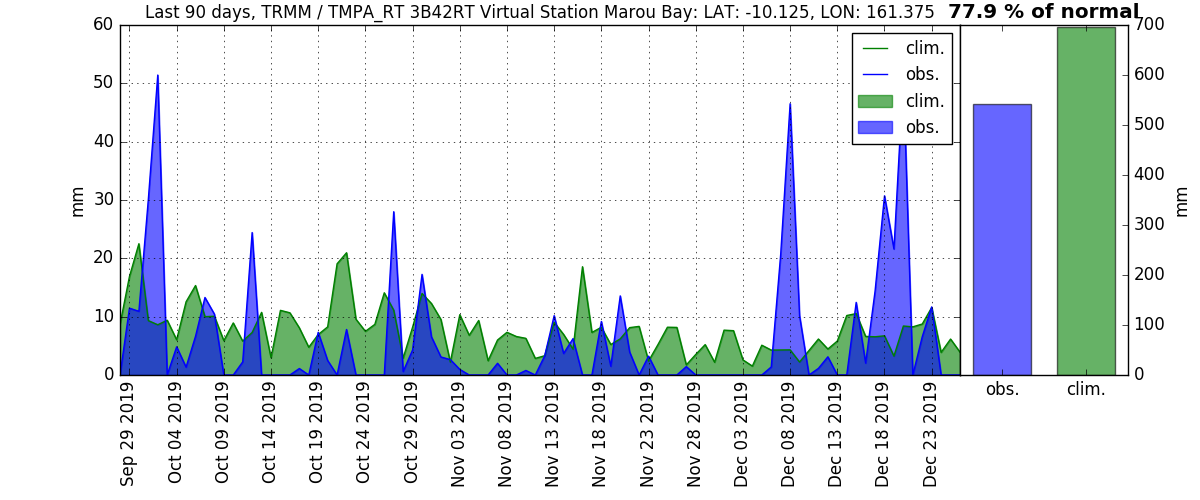 Last 90 days, TRMM / TMPA_RT 3B42RT Virtual Station Marou Bay: LAT: -10.125, LON: 161.375
77.9 % of normal
clim.
obs.
clim.
obs.
mm
60
50
40
30
20
10
0
Sep 29 2019
Oct 04 2019
Oct 09 2019
Oct 14 2019
Oct 19 2019
Oct 24 2019
Oct 29 2019
Nov 03 2019
Nov 08 2019
Nov 13 2019
Nov 18 2019
Nov 23 2019
Nov 28 2019
Dec 03 2019
Dec 08 2019
Dec 13 2019
Dec 18 2019
Dec 23 2019
obs.
clim.
700
600
500
400
300
200
100
0
mm